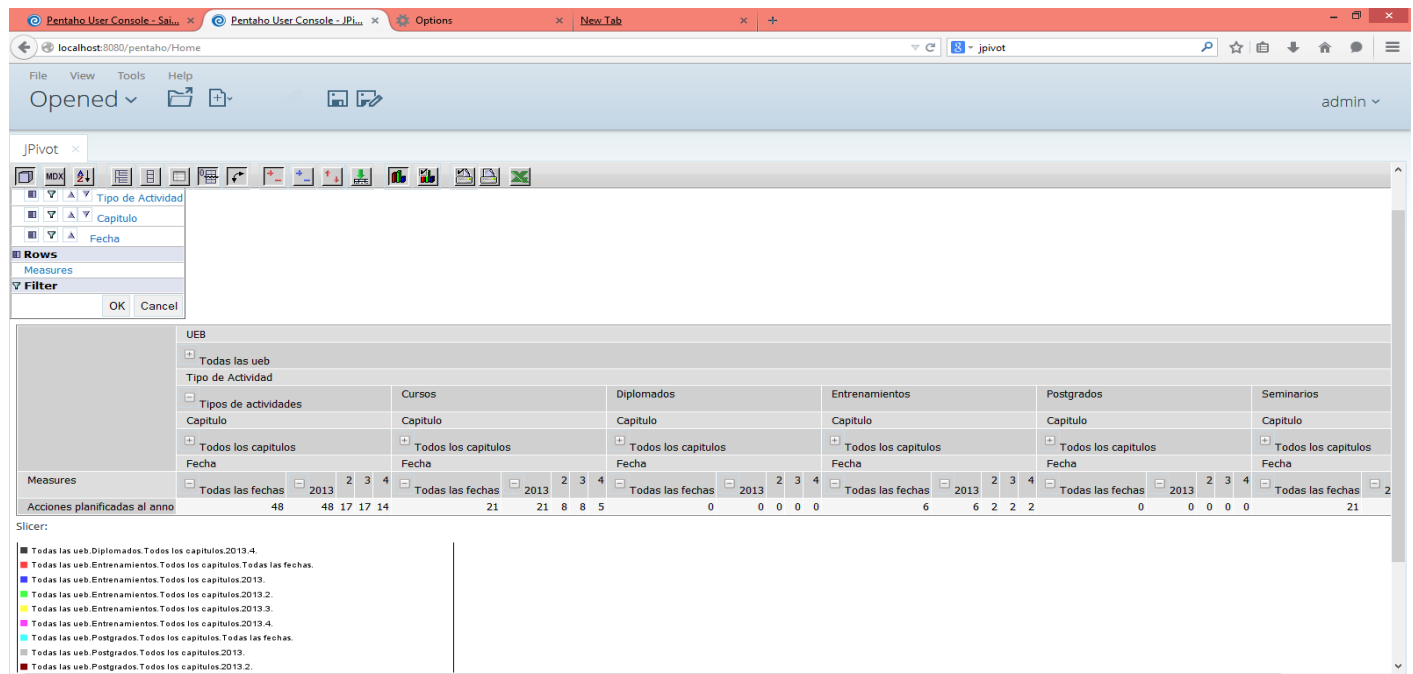 Pentaho User Console - Sai... × Pentaho User Console - JPi... × Options × New Tab × +
localhost:8080/pentaho/Home 8 jpivot
File View Tools Help
Opened admin
JPivot ×
MDX
Tipo de Actividad
Capitulo
Fecha
Rows
Measures
Filter
OK Cancel
UEB
Todas las ueb
Tipo de Actividad
Tipos de actividades Cursos Diplomados Entrenamientos Postgrados Seminarios
Capitulo Capitulo Capitulo Capitulo Capitulo Capitulo
Todos los capitulos Todos los capitulos Todos los capitulos Todos los capitulos Todos los capitulos Todos los capitulos
Fecha Fecha Fecha Fecha Fecha Fecha
Measures Todas las fechas 2013 2 3 4 Todas las fechas 2013 2 3 4 Todas las fechas 2013 2 3 4 Todas las fechas 2013 2 3 4 Todas las fechas 2013 2 3 4 Todas las fechas 2
Acciones planificadas al anno 48 48 17 17 14 21 21 8 8 5 0 0 0 0 0 6 6 2 2 2 0 0 0 0 0 21
Slicer:
Todas las ueb.Diplomados.Todos los capitulos.2013.4.
Todas las ueb.Entrenamientos.Todos los capitulos.Todas las fechas.
Todas las ueb.Entrenamientos.Todos los capitulos.2013.
Todas las ueb.Entrenamientos.Todos los capitulos.2013.2.
Todas las ueb.Entrenamientos.Todos los capitulos.2013.3.
Todas las ueb.Entrenamientos.Todos los capitulos.2013.4.
Todas las ueb.Postgrados.Todos los capitulos.Todas las fechas.
Todas las ueb.Postgrados.Todos los capitulos.2013.
Todas las ueb.Postgrados.Todos los capitulos.2013.2.